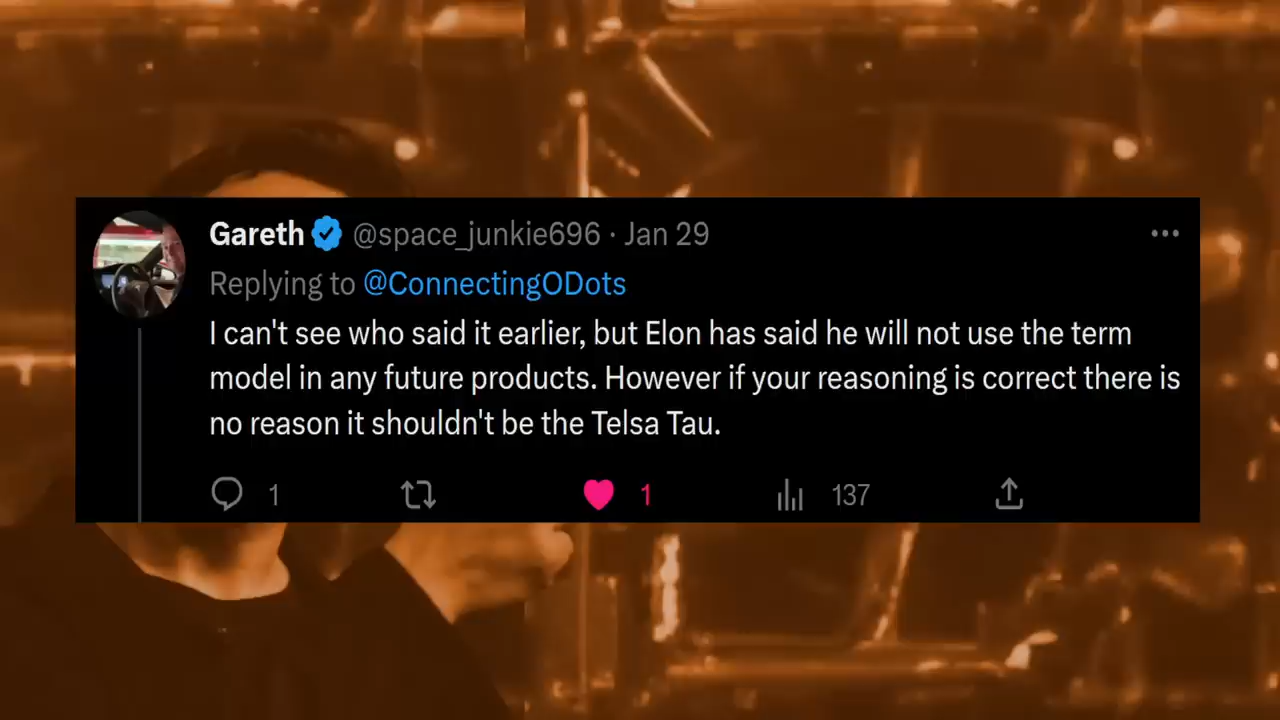 Gareth @space_junkie696 · Jan 29
Replying to @ConnectingODots
I can't see who said it earlier, but Elon has said he will not use the term
model in any future products. However if your reasoning is correct there is
no reason it shouldn't be the Telsa Tau.
1 1 137